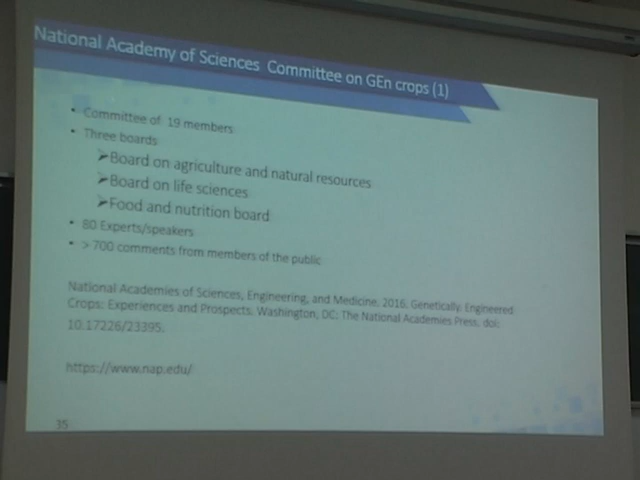 National Academy of Sciences Committee on GEn crops (1)
• Committee of 19 members
• Three boards
➢Board on agriculture and natural resources
➢Board on life sciences
➢Food and nutrition board
• 80 Experts/speakers
• > 700 comments from members of the public
National Academies of Sciences, Engineering, and Medicine. 2016. Genetically Engineered
Crops: Experiences and Prospects. Washington, DC: The National Academies Press. doi:
10.17226/23395.
https://www.nap.edu/
35